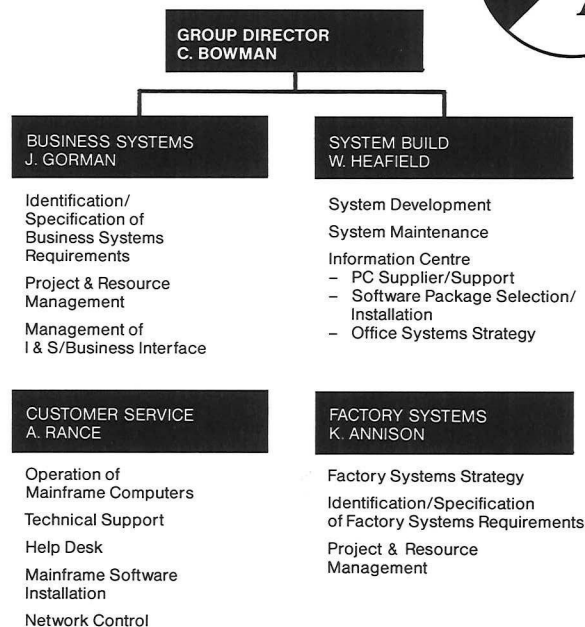 GROUP DIRECTOR
C. BOWMAN
BUSINESS SYSTEMS
J. GORMAN
Identification/
Specification of
Business Systems
Requirements
Project & Resource
Management
Management of
I & S/Business Interface
SYSTEM BUILD
W. HEAFIELD
System Development
System Maintenance
Information Centre
– PC Supplier/Support
– Software Package Selection/
Installation
– Office Systems Strategy
CUSTOMER SERVICE
A. RANCE
Operation of
Mainframe Computers
Technical Support
Help Desk
Mainframe Software
Installation
Network Control
FACTORY SYSTEMS
K. ANNISON
Factory Systems Strategy
Identification/Specification
of Factory Systems Requirements
Project & Resource
Management